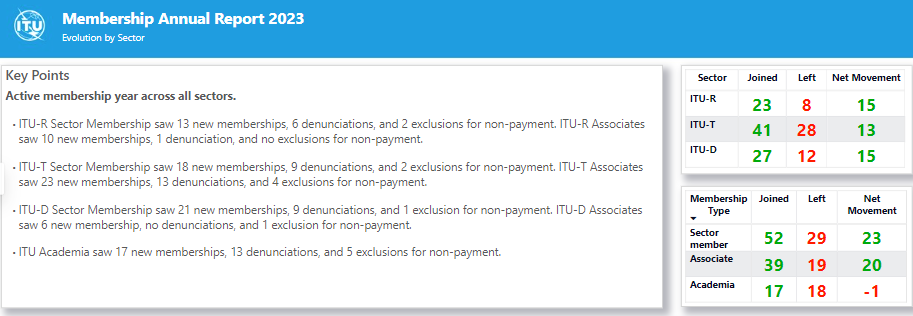 ITU
Membership Annual Report 2023
Evolution by Sector
Key Points
Active membership year across all sectors.
• ITU-R Sector Membership saw 13 new memberships, 6 denunciations, and 2 exclusions for non-payment. ITU-R Associates
saw 10 new memberships, 1 denunciation, and no exclusions for non-payment.
• ITU-T Sector Membership saw 18 new memberships, 9 denunciations, and 2 exclusions for non-payment. ITU-T Associates
saw 23 new memberships, 13 denunciations, and 4 exclusions for non-payment.
• ITU-D Sector Membership saw 21 new memberships, 9 denunciations, and 1 exclusion for non-payment. ITU-D Associates
saw 6 new membership, no denunciations, and 1 exclusion for non-payment.
• ITU Academia saw 17 new memberships, 13 denunciations, and 5 exclusions for non-payment.
Sector Joined Left Net Movement
ITU-R 23 8 15
ITU-T 41 28 13
ITU-D 27 12 15
Membership Joined Left Net
Type Movement
Sector 52 29 23
member
Associate 39 19 20
Academia 17 18 -1